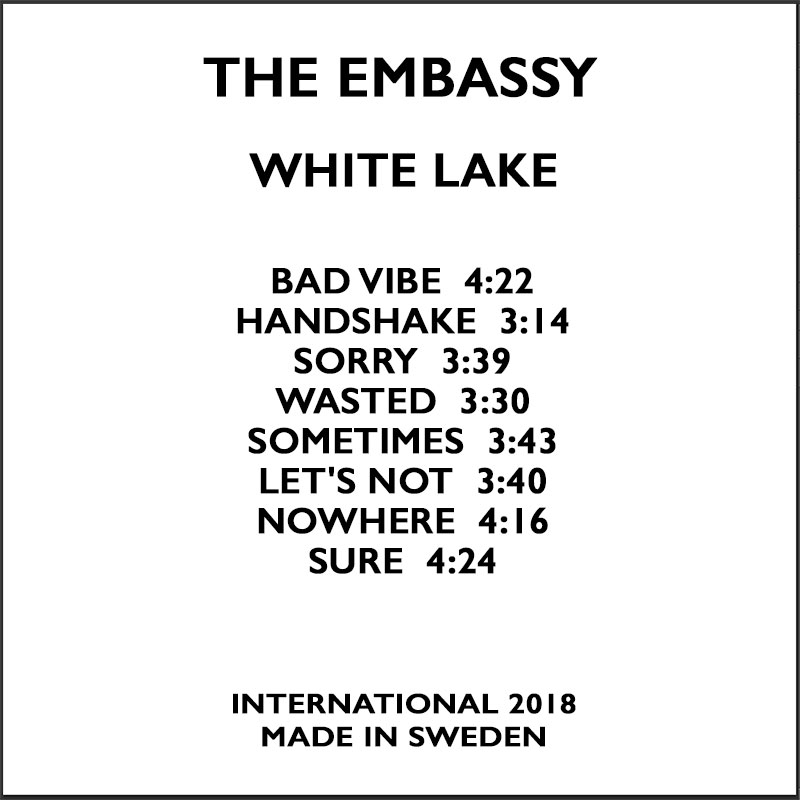 THE EMBASSY
WHITE LAKE
BAD VIBE 4:22
HANDSHAKE 3:14
SORRY 3:39
WASTED 3:30
SOMETIMES 3:43
LET'S NOT 3:40
NOWHERE 4:16
SURE 4:24
INTERNATIONAL 2018
MADE IN SWEDEN